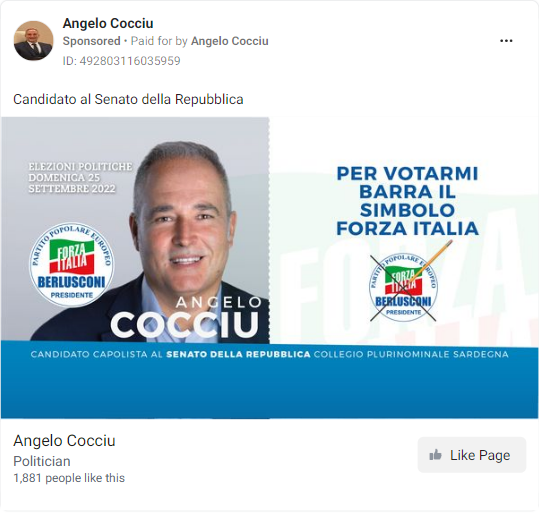 Angelo Cocciu
Sponsored • Paid for by Angelo Cocciu
ID: 492803116035959
Candidato al Senato della Repubblica
ELEZIONI POLITICHE
DOMENICA 25
SETTEMBRE 2022
PARTITO POPOLARE EUROPEO
FORZA
ITALIA
BERLUSCONI
PRESIDENTE
ANGELO
COCCIU
PER VOTARMI
BARRA IL
SIMBOLO
FORZA ITALIA
PARTITO POPOLARE EUROPEO
FORZA
ITALIA
BERLUSCONI
PRESIDENTE
CANDIDATO CAPOLISTA AL SENATO DELLA REPUBBLICA COLLEGIO PLURINOMINALE SARDEGNA
Angelo Cocciu
Politician
1,881 people like this
Like Page